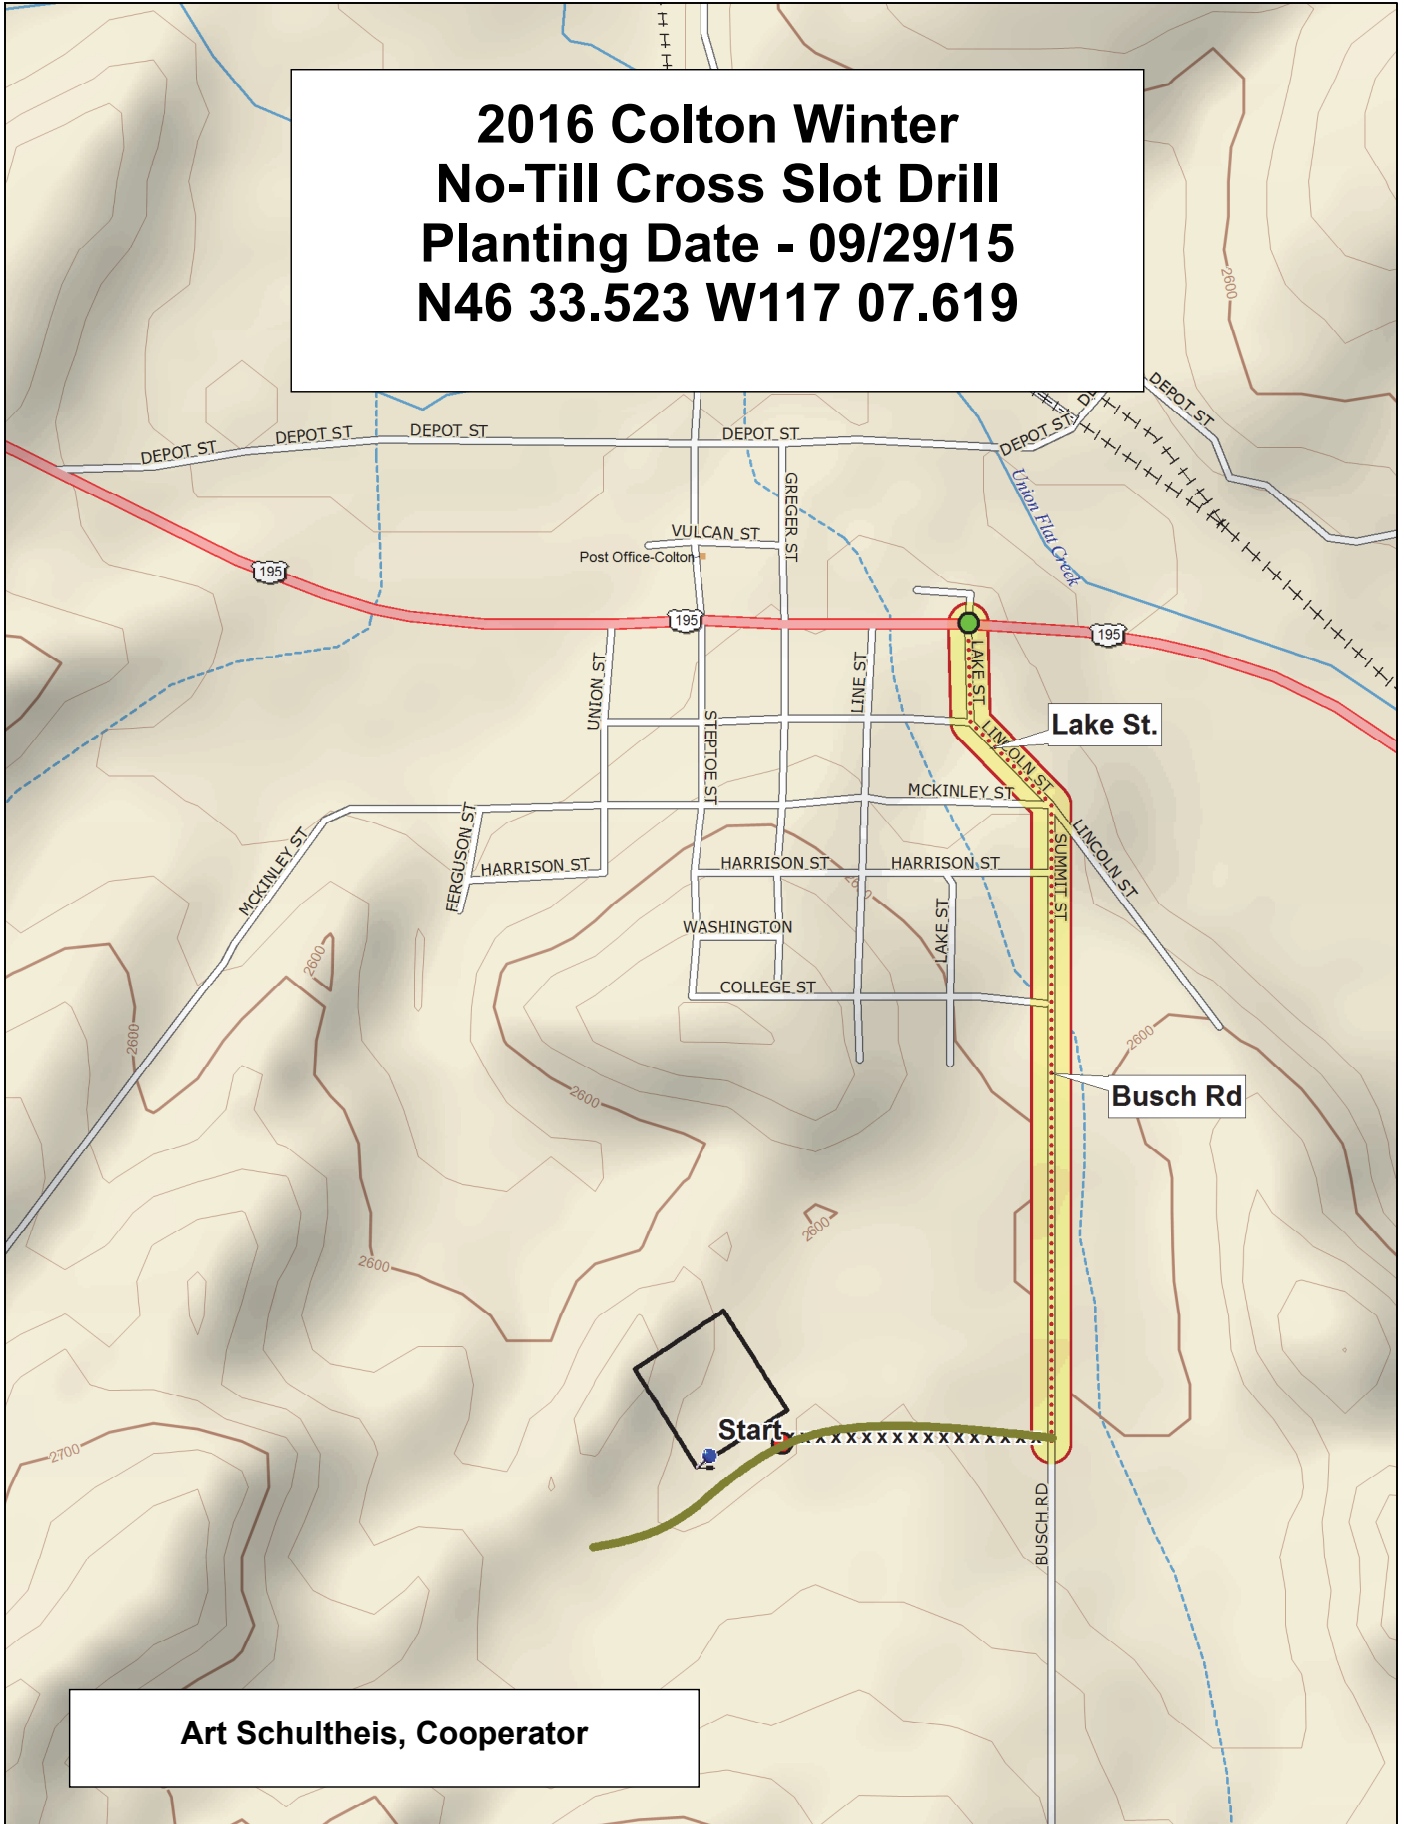 2016 Colton Winter
No-Till Cross Slot Drill
Planting Date - 09/29/15
N46 33.523 W117 07.619
2600
DEPOT ST
DEPOT ST
DEPOT ST
DEPOT ST
DEPOT ST
DEPOT ST
GREGER ST
Union Flat Creek
VULCAN ST
Post Office-Colton
195
195
195
UNION ST
STEPTOE ST
LINE ST
LAKE ST
LINCOLN ST
Lake St.
MCKINLEY ST
MCKINLEY ST
FERGUSON ST
HARRISON ST
HARRISON ST
HARRISON ST
SUMMIT ST
LINCOLN ST
WASHINGTON
LAKE ST
COLLEGE ST
2600
2600
2600
2600
Busch Rd
2600
2600
2600
Start
xxxxxxxxxxxxxxxxx
2700
BUSCH RD
Art Schultheis, Cooperator